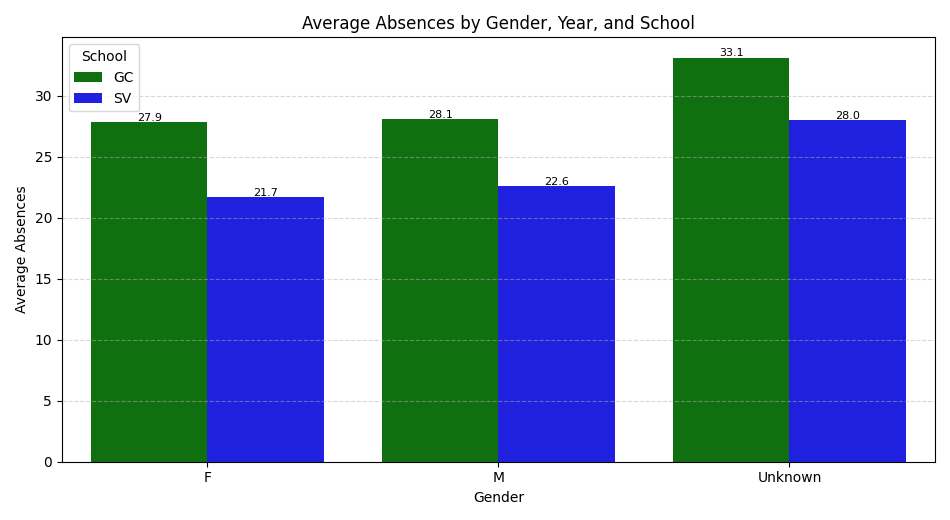 Average Absences by Gender, Year, and School
School
GC
SV
Average Absences
30
25
20
15
10
5
0
27.9
21.7
28.1
22.6
33.1
28.0
F
M
Unknown
Gender